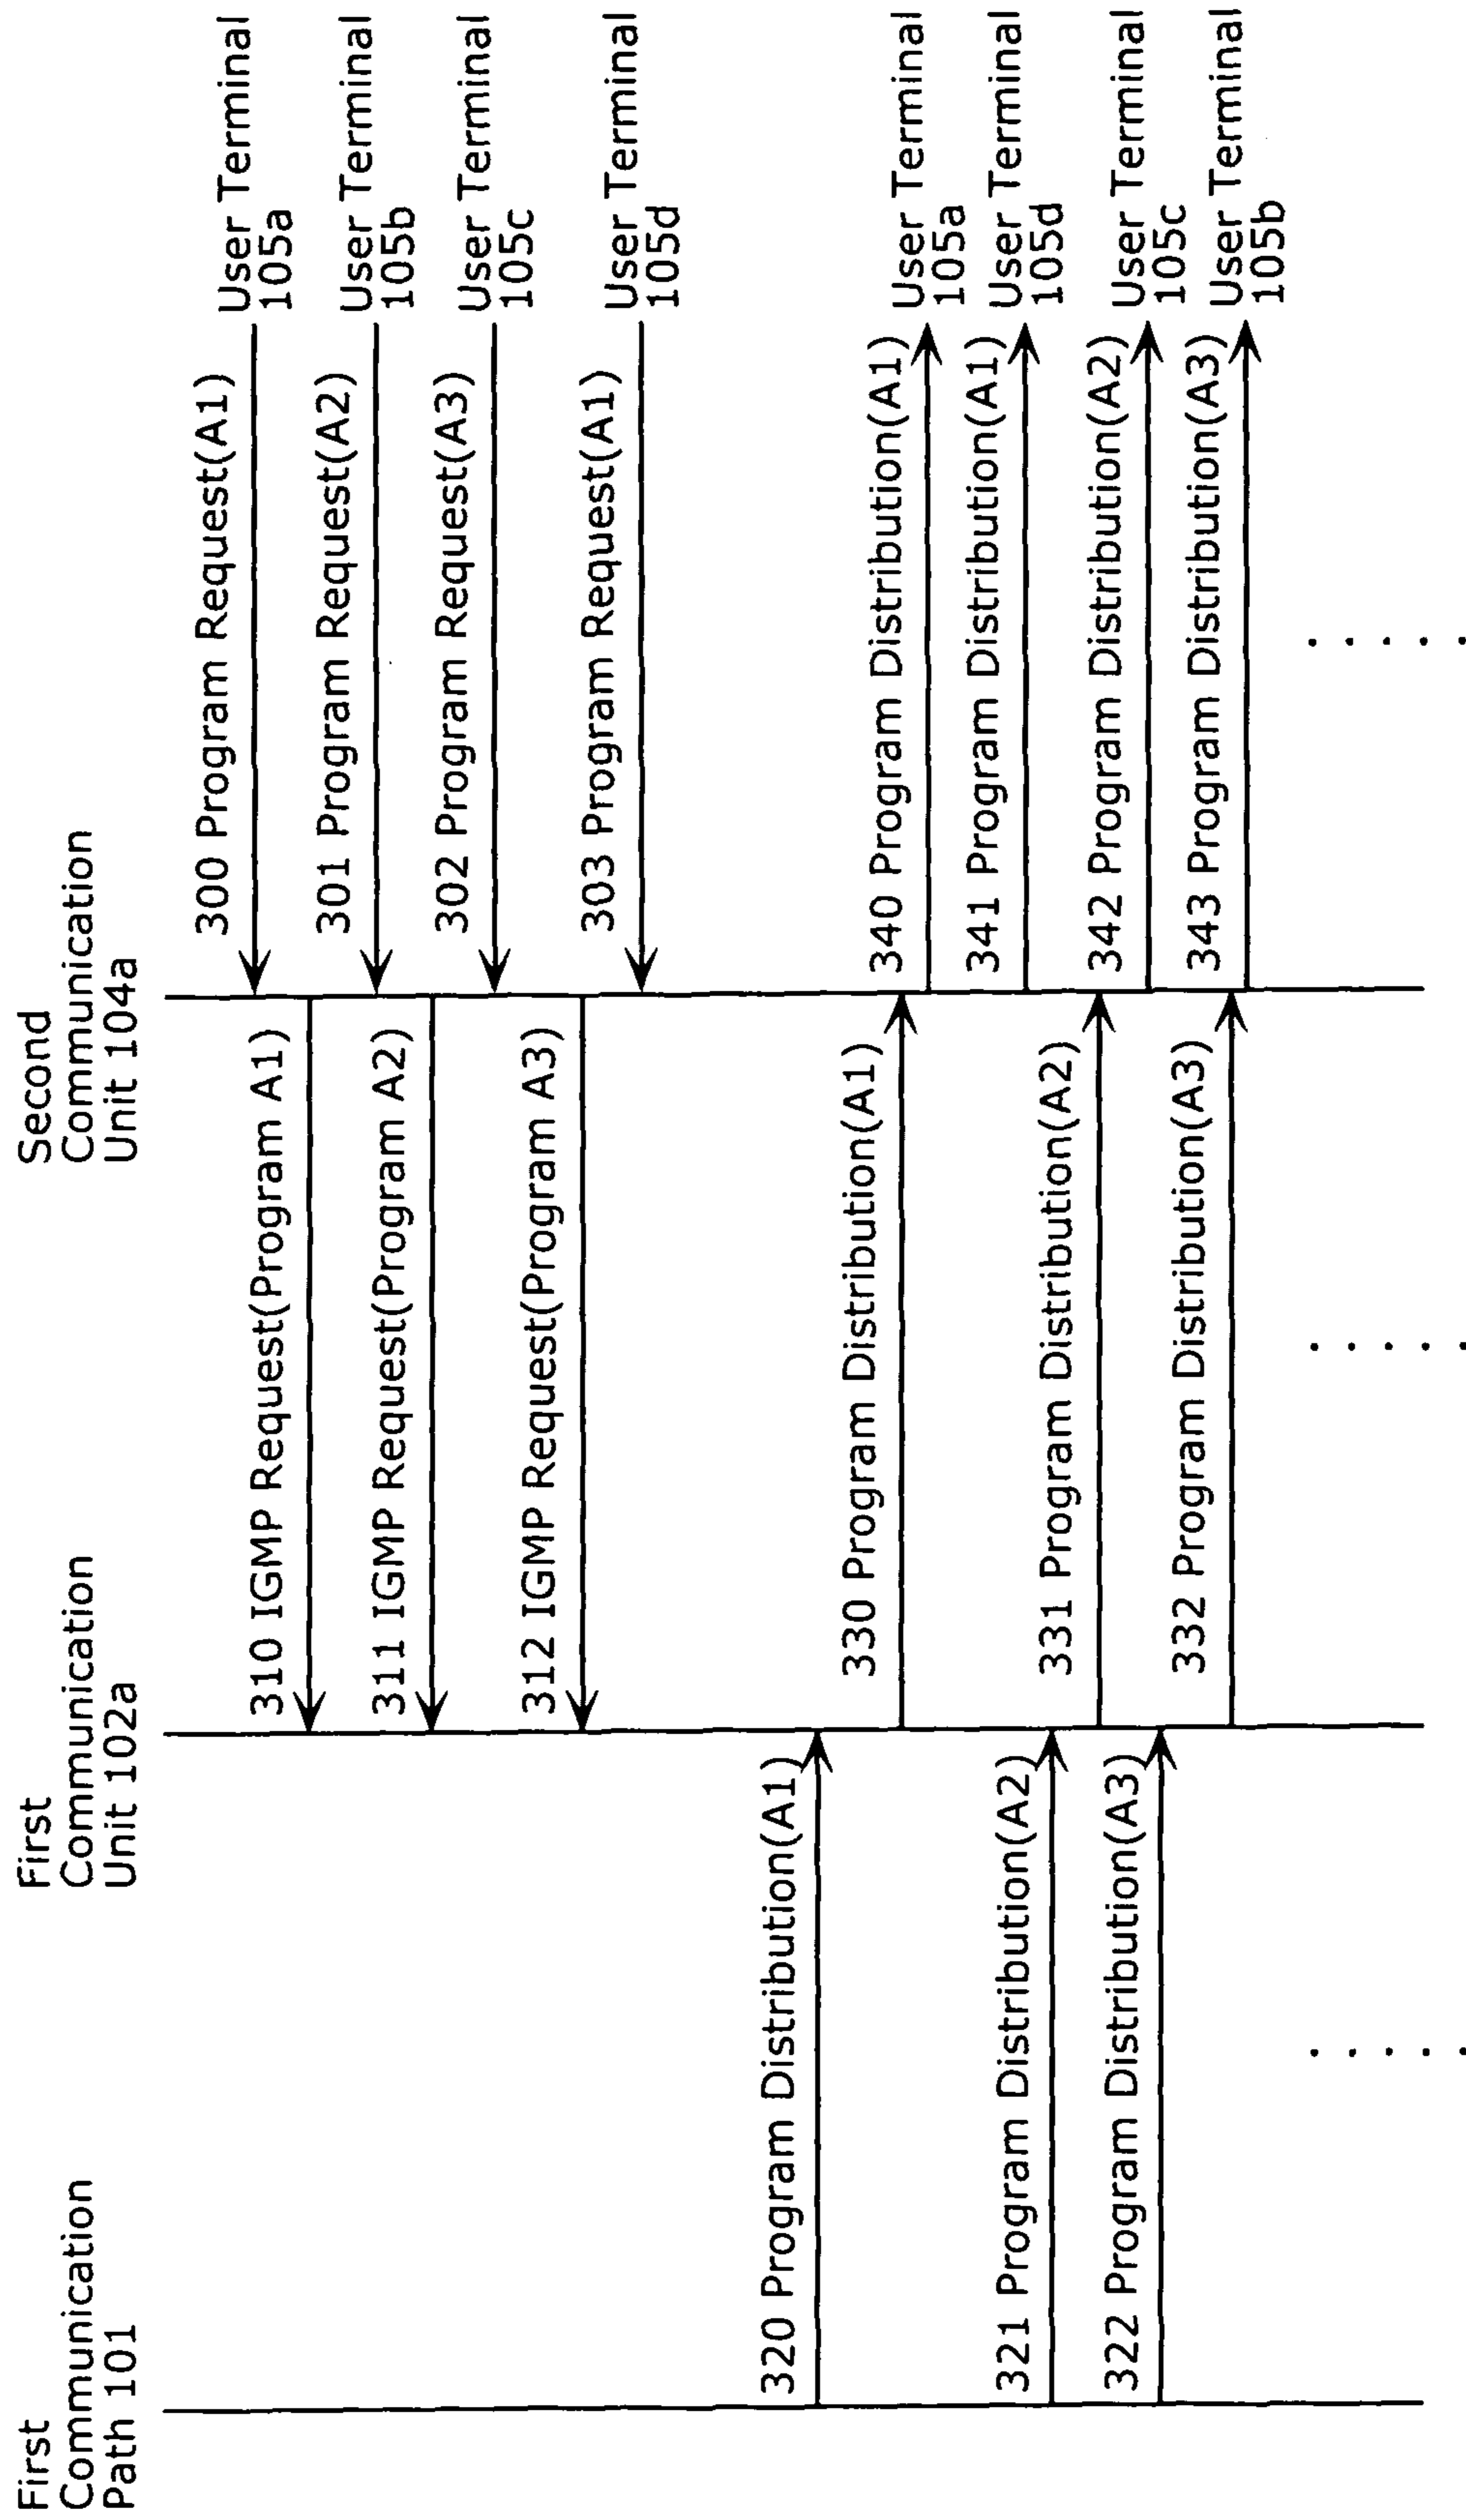 First
Communication
Path 101
First
Communication
Unit 102a
Second
Communication
Unit 104a
300 Program Request(A1)
User Terminal
105a
310 IGMP Request(Program A1)
301 Program Request(A2)
User Terminal
105b
311 IGMP Request(Program A2)
302 Program Request(A3)
User Terminal
105c
312 IGMP Request(Program A3)
303 Program Request(A1)
User Terminal
105d
320 Program Distribution(A1)
330 Program Distribution(A1)
340 Program Distribution(A1)
User Terminal
105a
341 Program Distribution(A1)
User Terminal
105d
321 Program Distribution(A2)
331 Program Distribution(A2)
342 Program Distribution(A2)
User Terminal
105c
322 Program Distribution(A3)
332 Program Distribution(A3)
343 Program Distribution(A3)
User Terminal
105b